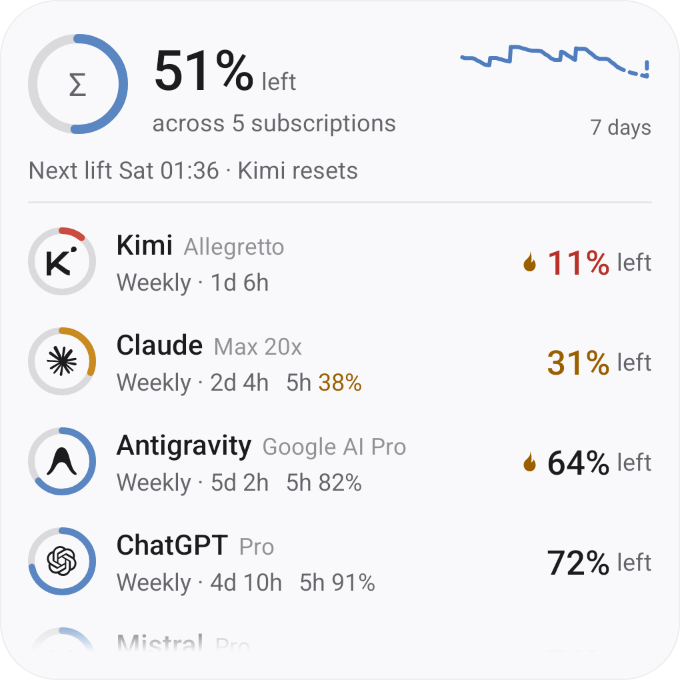 Σ
51% left
across 5 subscriptions
7 days
Next lift Sat 01:36 · Kimi resets
Kimi Allegretto
Weekly · 1d 6h
11% left
Claude Max 20x
Weekly · 2d 4h 5h 38%
31% left
Antigravity Google AI Pro
Weekly · 5d 2h 5h 82%
64% left
ChatGPT Pro
Weekly · 4d 10h 5h 91%
72% left
Mistral Pro